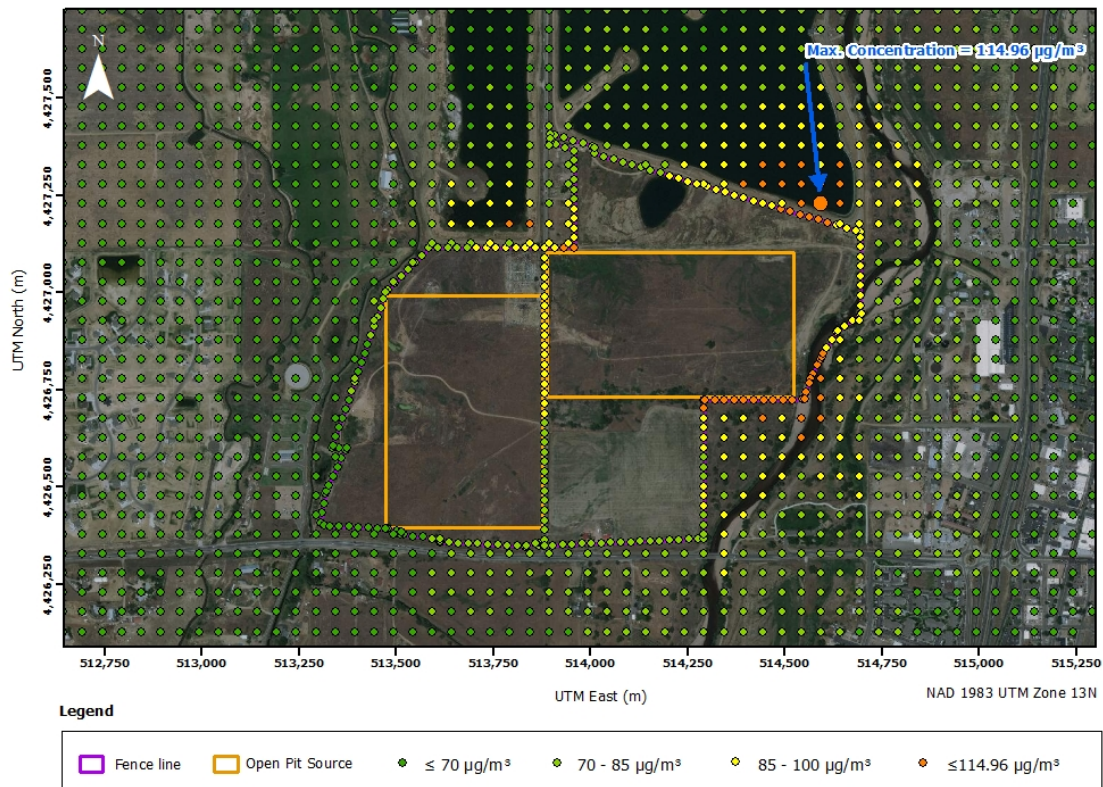 Max. Concentration = 114.96 µg/m³
N
4,427,500
4,427,250
4,427,000
4,426,750
4,426,500
4,426,250
UTM North (m)
512,750 513,000 513,250 513,500 513,750 514,000 514,250 514,500 514,750 515,000 515,250
UTM East (m)
NAD 1983 UTM Zone 13N
Legend
Fence line Open Pit Source ≤ 70 µg/m³ 70 - 85 µg/m³ 85 - 100 µg/m³ ≤114.96 µg/m³